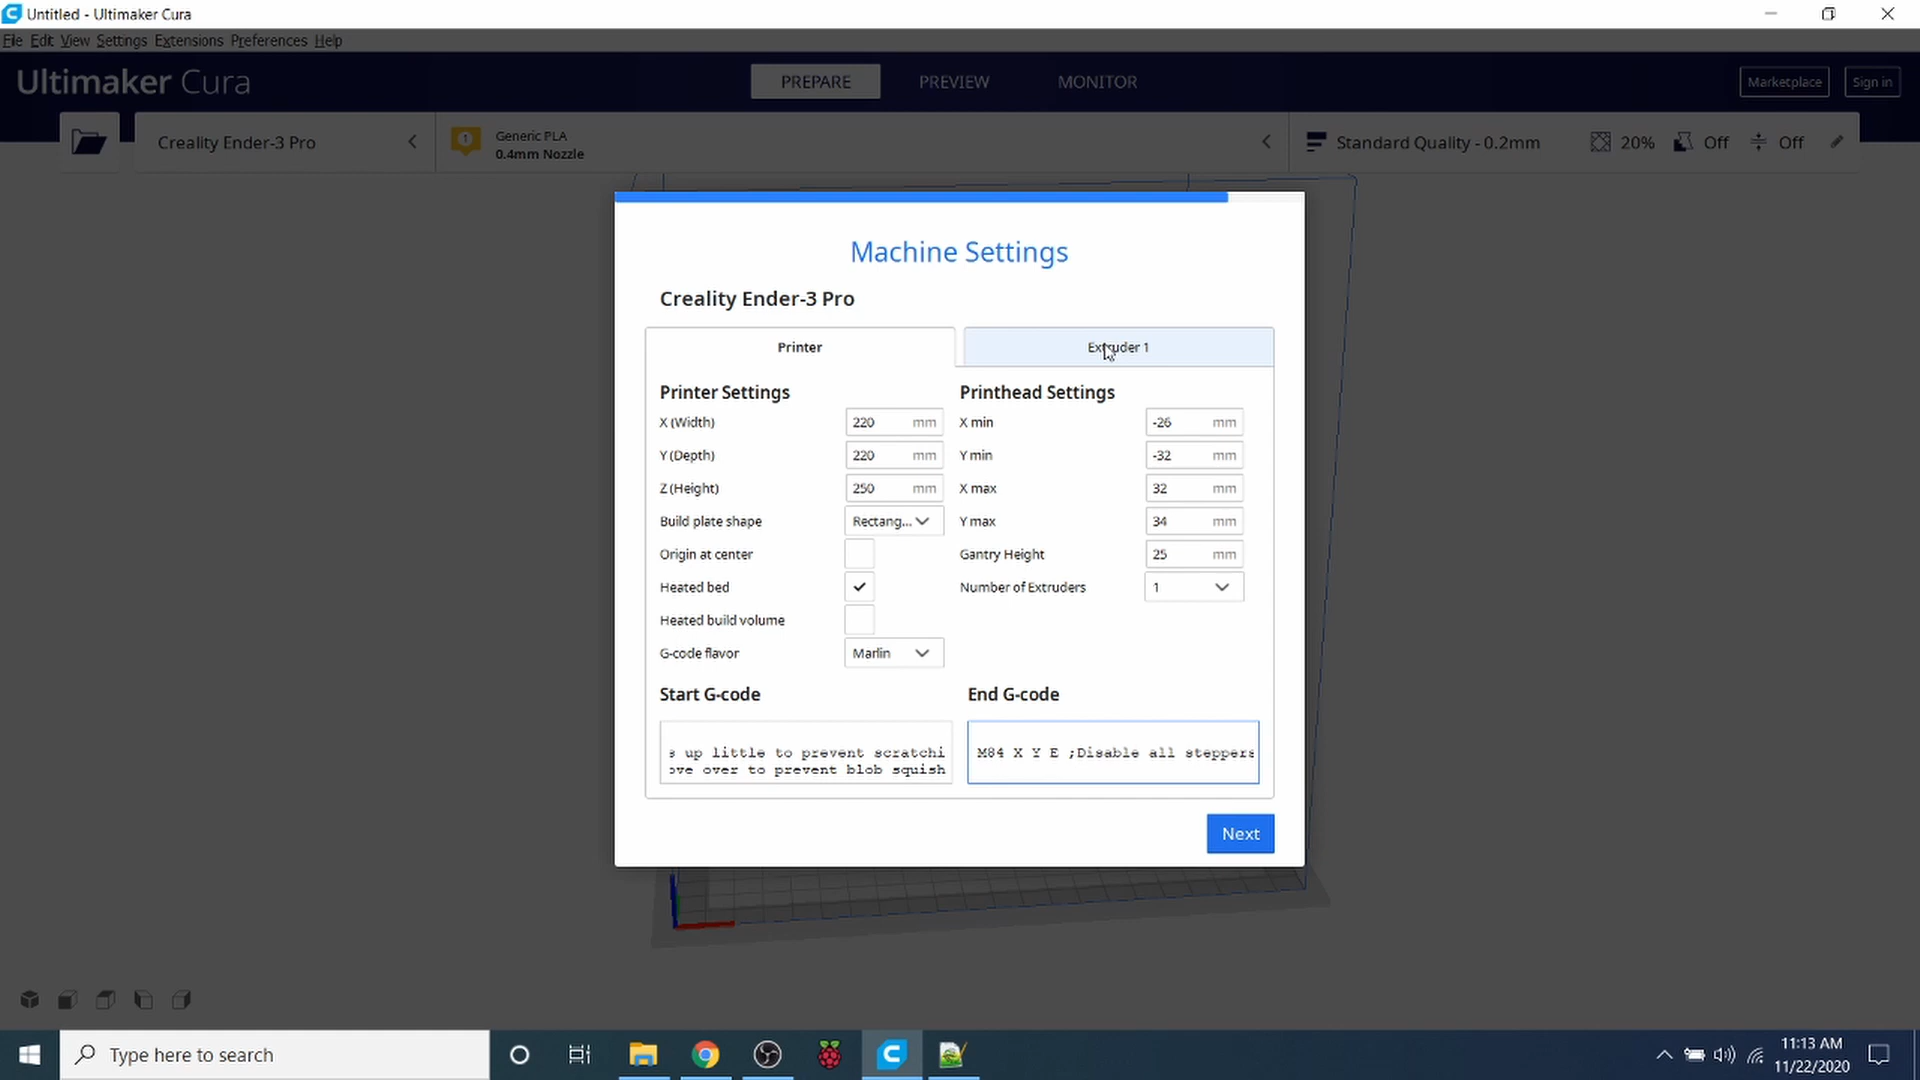 Untitled - Ultimaker Cura
File Edit View Settings Extensions Preferences Help
Ultimaker Cura
PREPARE
PREVIEW
MONITOR
Marketplace
Sign in
Creality Ender-3 Pro
1
Generic PLA
0.4mm Nozzle
Standard Quality - 0.2mm
20%
Off
Off
Machine Settings
Creality Ender-3 Pro
Printer
Extruder 1
Printer Settings
X (Width) 220 mm
Y (Depth) 220 mm
Z (Height) 250 mm
Build plate shape Rectang...
Origin at center
Heated bed
Heated build volume
G-code flavor Marlin
Printhead Settings
X min -26 mm
Y min -32 mm
X max 32 mm
Y max 34 mm
Gantry Height 25 mm
Number of Extruders 1
Start G-code
s up little to prevent scratchi
ove over to prevent blob squish
End G-code
M84 X Y E ;Disable all steppers
Next
Type here to search
11:13 AM
11/22/2020